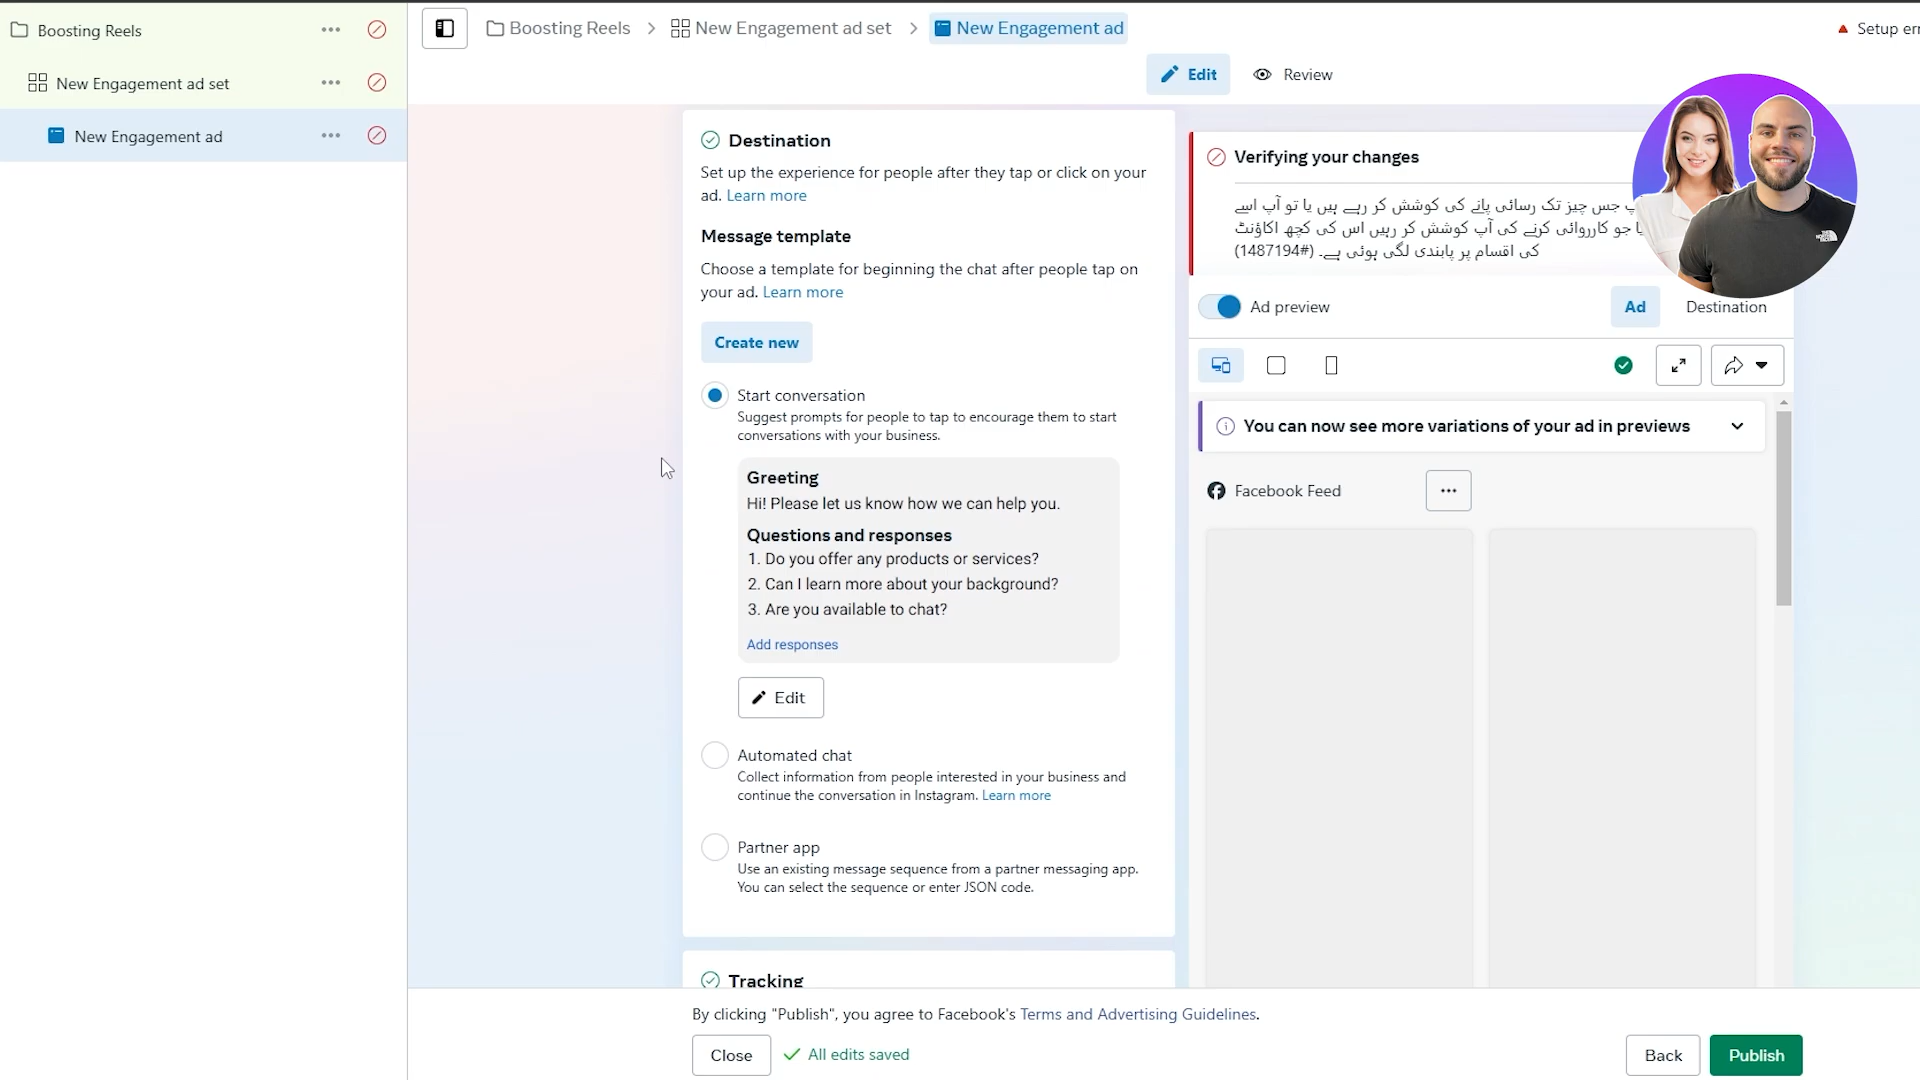 Boosting Reels
New Engagement ad set
New Engagement ad
Boosting Reels
New Engagement ad set
New Engagement ad
Setup
Edit
Review
Destination
Set up the experience for people after they tap or click on your
ad. Learn more
Message template
Choose a template for beginning the chat after people tap on
your ad. Learn more
Create new
Start conversation
Suggest prompts for people to tap to encourage them to start
conversations with your business.
Greeting
Hi! Please let us know how we can help you.
Questions and responses
1. Do you offer any products or services?
2. Can I learn more about your background?
3. Are you available to chat?
Add responses
Edit
Automated chat
Collect information from people interested in your business and
continue the conversation in Instagram. Learn more
Partner app
Use an existing message sequence from a partner messaging app.
You can select the sequence or enter JSON code.
Tracking
Verifying your changes
جس چیز تک رسائی پانے کی کوشش کر رہے ہیں یا تو آپ اسے
جو کارروائی کرنے کی آپ کوشش کر رہیں اس کی کچھ اکاؤنٹ
کی اقسام پر پابندی لگی ہوئی ہے۔ (#1487194)
Ad preview
Ad
Destination
You can now see more variations of your ad in previews
Facebook Feed
By clicking "Publish", you agree to Facebook's Terms and Advertising Guidelines.
Close
All edits saved
Back
Publish